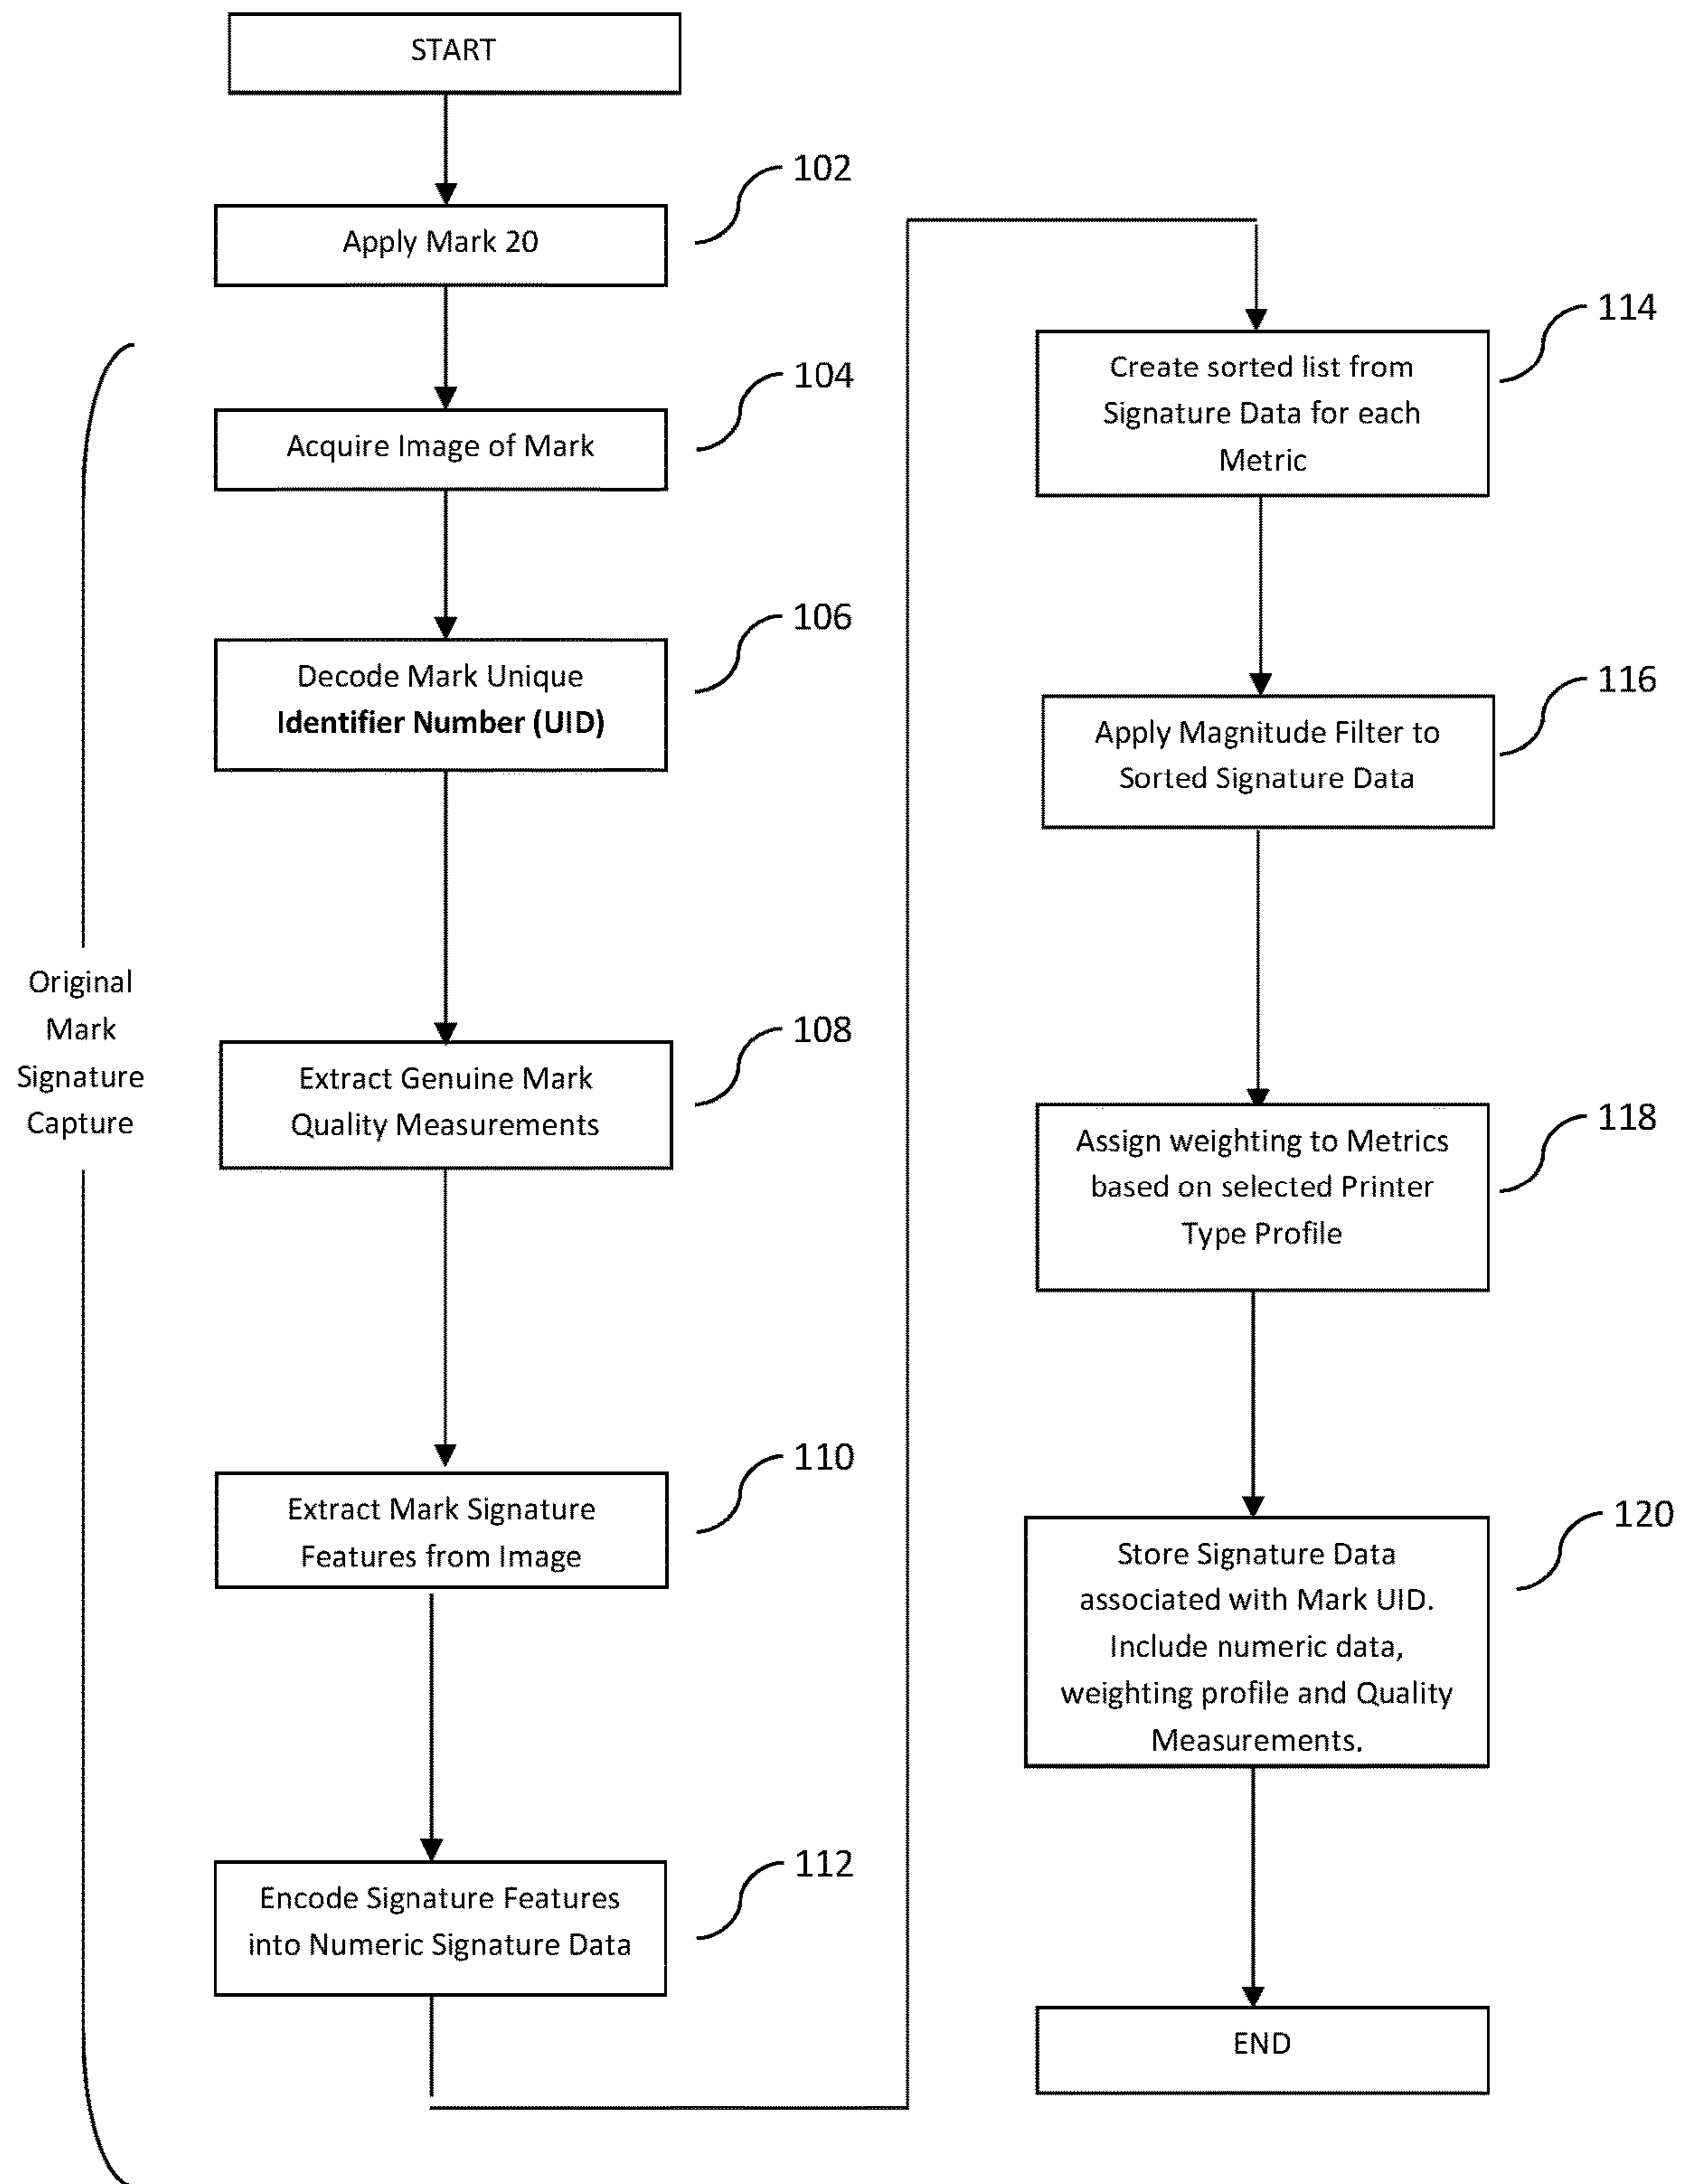 START
102
Apply Mark 20
104
Acquire Image of Mark
106
Decode Mark Unique
Identifier Number (UID)
Original
Mark
Signature
Capture
108
Extract Genuine Mark
Quality Measurements
110
Extract Mark Signature
Features from Image
112
Encode Signature Features
into Numeric Signature Data
114
Create sorted list from
Signature Data for each
Metric
116
Apply Magnitude Filter to
Sorted Signature Data
118
Assign weighting to Metrics
based on selected Printer
Type Profile
120
Store Signature Data
associated with Mark UID.
Include numeric data,
weighting profile and Quality
Measurements.
END